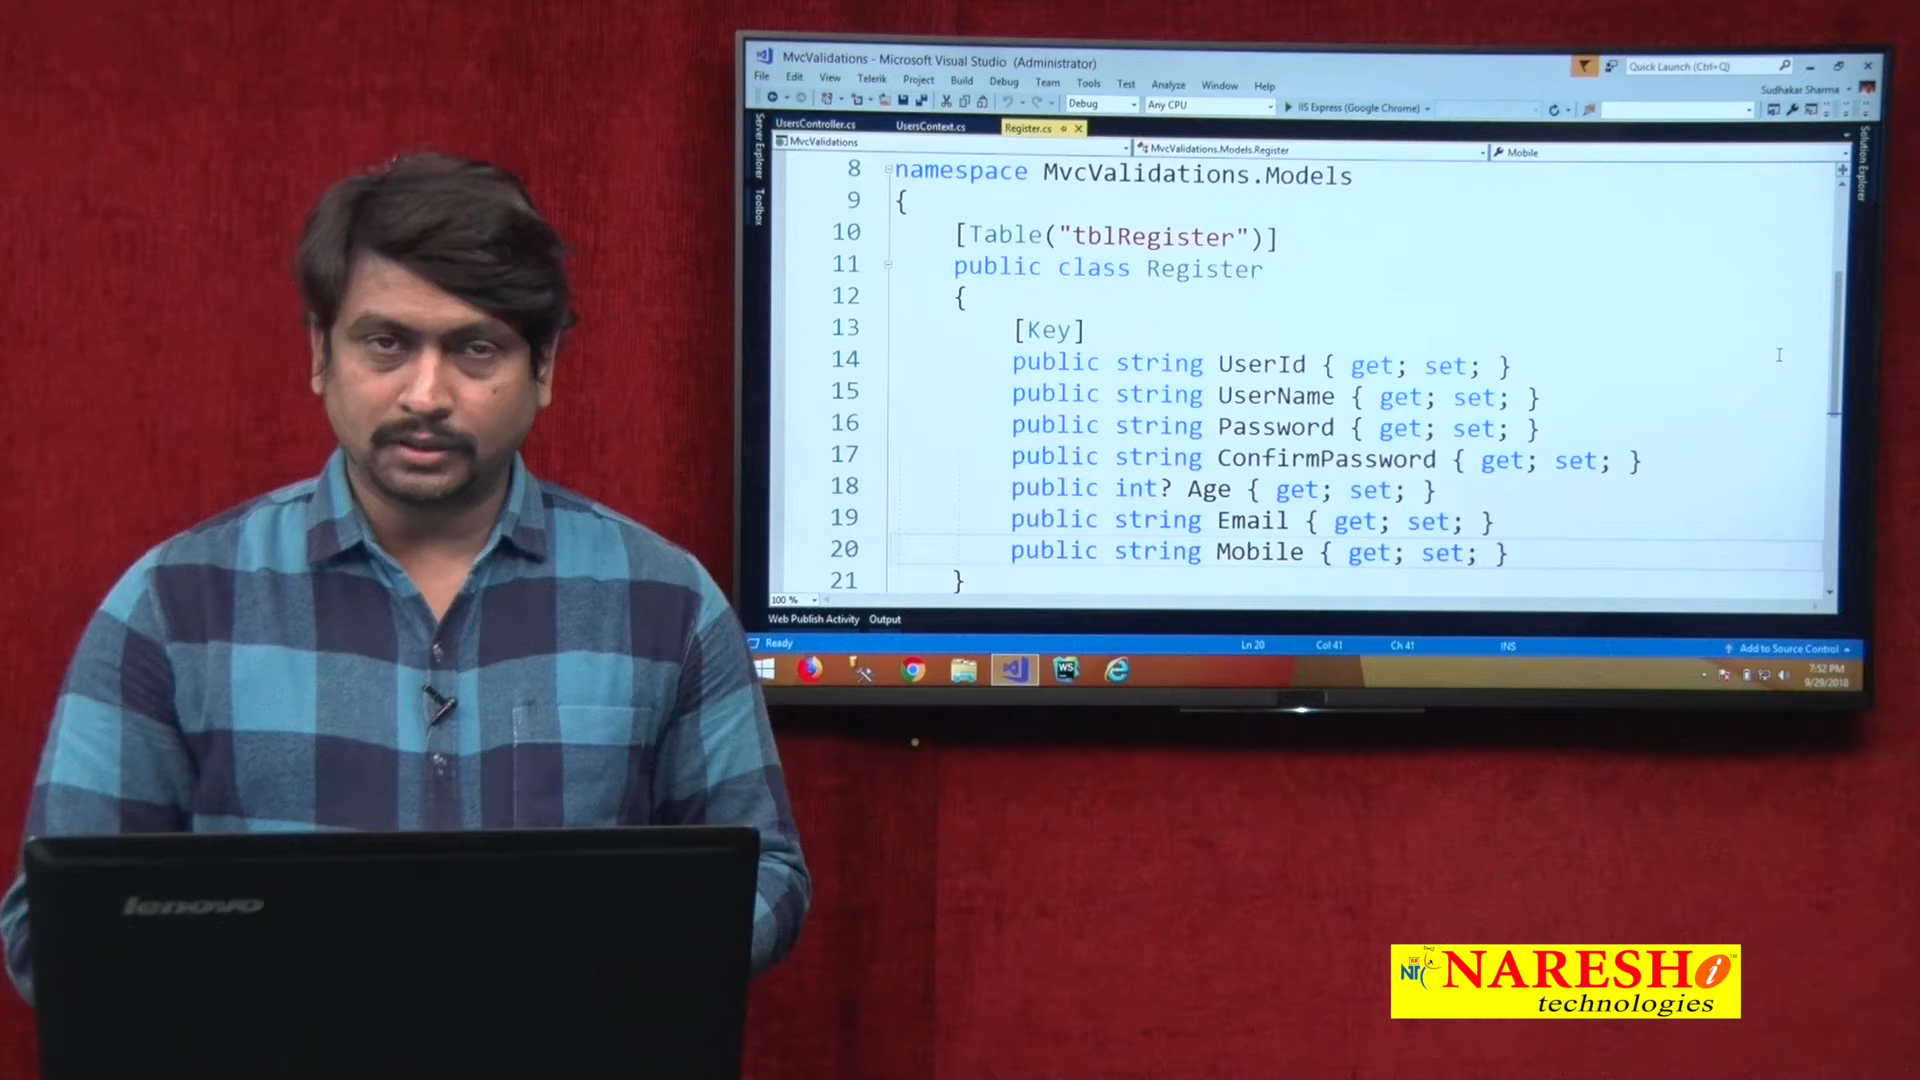 MvcValidations - Microsoft Visual Studio (Administrator)
Quick Launch (Ctrl+Q)
File Edit View Telerik Project Build Debug Team Tools Test Analyze Window Help
Sudhakar Sharma
Debug Any CPU IIS Express (Google Chrome)
UsersController.cs UsersContext.cs Register.cs
MvcValidations MvcValidations.Models.Register Mobile
Server Explorer Toolbox
Solution Explorer
8 namespace MvcValidations.Models
9 {
10 [Table("tblRegister")]
11 public class Register
12 {
13 [Key]
14 public string UserId { get; set; }
15 public string UserName { get; set; }
16 public string Password { get; set; }
17 public string ConfirmPassword { get; set; }
18 public int? Age { get; set; }
19 public string Email { get; set; }
20 public string Mobile { get; set; }
21 }
100 %
Web Publish Activity Output
Ready Ln 20 Col 41 Ch 41 INS Add to Source Control
WS
7:52 PM
9/29/2018
lenovo
NARESH i
technologies